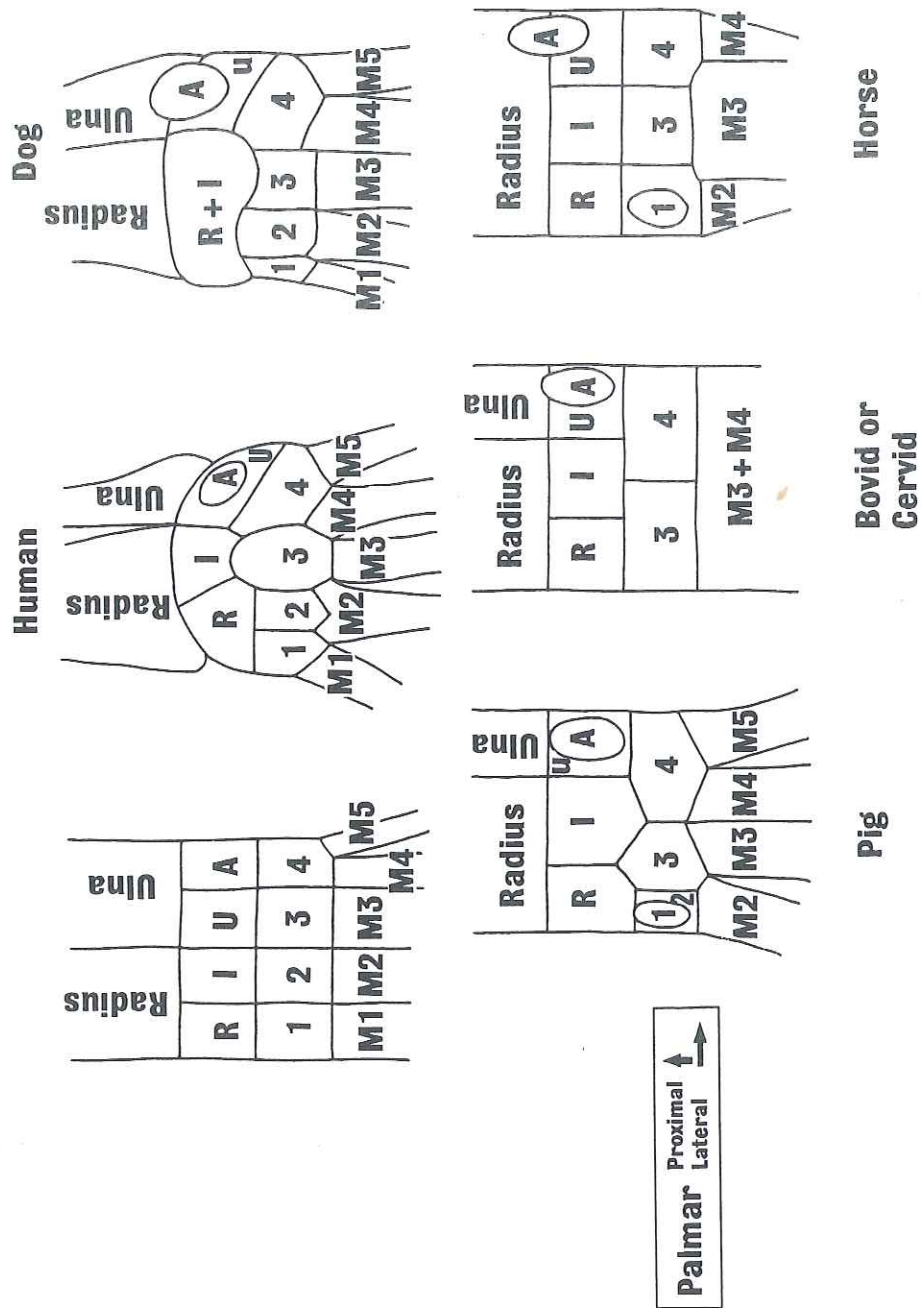 Radius Ulna
R I U A
1 2 3 4
M1 M2 M3 M4 M5
Human
Radius Ulna
R I A U
1 2 3 4
M1 M2 M3 M4 M5
Dog
Radius Ulna
R + I A u
1 2 3 4
M1 M2 M3 M4 M5
Palmar Proximal
Lateral
Radius Ulna
R I u A
1 2 3 4
M2 M3 M4 M5
Pig
Radius Ulna
R I U A
3 4
M3 + M4
Bovid or
Cervid
Radius
R I U A
1 3 4
M2 M3 M4
Horse